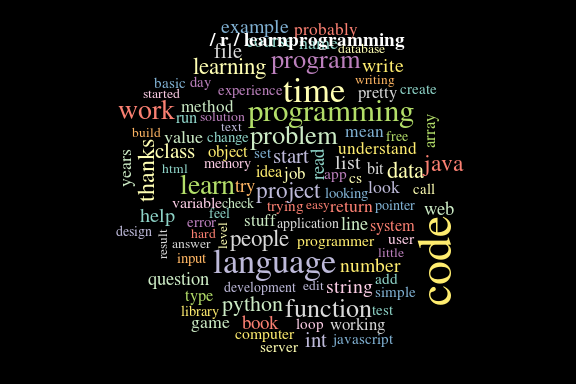 example probably
/ r / learnprogramming
name
file
database
learning program write
basic day experience writing
started time pretty create
work method programming
run solution
build text value change problem mean free array
years thanks class object set start read list understand
html memory idea job app cs bit data java
learn try project looking look call
variable check trying easy return pointer web code
help feel error stuff application line system
design result hard answer level people programmer user
input language number little
question development edit string add simple
type python function test
library game book loop working
computer server int javascript